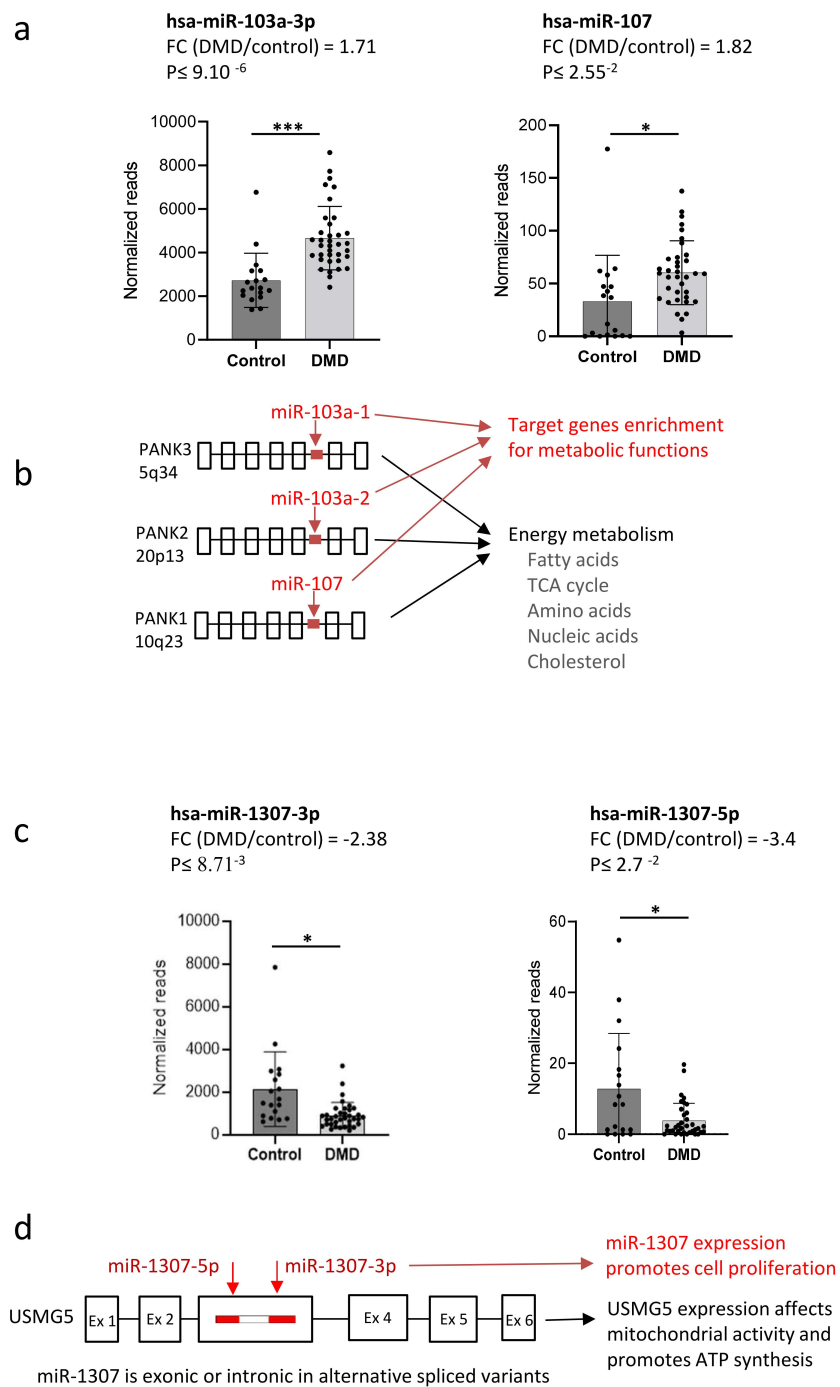 a
hsa-miR-103a-3p
FC (DMD/control) = 1.71
P≤ 9.10 -6
hsa-miR-107
FC (DMD/control) = 1.82
P≤ 2.55-2
Normalized reads
10000
8000
6000
4000
2000
0
***
Control
DMD
Normalized reads
200
150
100
50
0
*
Control
DMD
b
miR-103a-1
PANK3
5q34
miR-103a-2
PANK2
20p13
miR-107
PANK1
10q23
Target genes enrichment
for metabolic functions
Energy metabolism
Fatty acids
TCA cycle
Amino acids
Nucleic acids
Cholesterol
c
hsa-miR-1307-3p
FC (DMD/control) = -2.38
P≤ 8.71-3
hsa-miR-1307-5p
FC (DMD/control) = -3.4
P≤ 2.7 -2
Normalized reads
10000
8000
6000
4000
2000
0
*
Control
DMD
Normalized reads
60
40
20
0
*
Control
DMD
d
miR-1307-5p
miR-1307-3p
miR-1307 expression
promotes cell proliferation
USMG5
Ex 1
Ex 2
Ex 4
Ex 5
Ex 6
USMG5 expression affects
mitochondrial activity and
promotes ATP synthesis
miR-1307 is exonic or intronic in alternative spliced variants